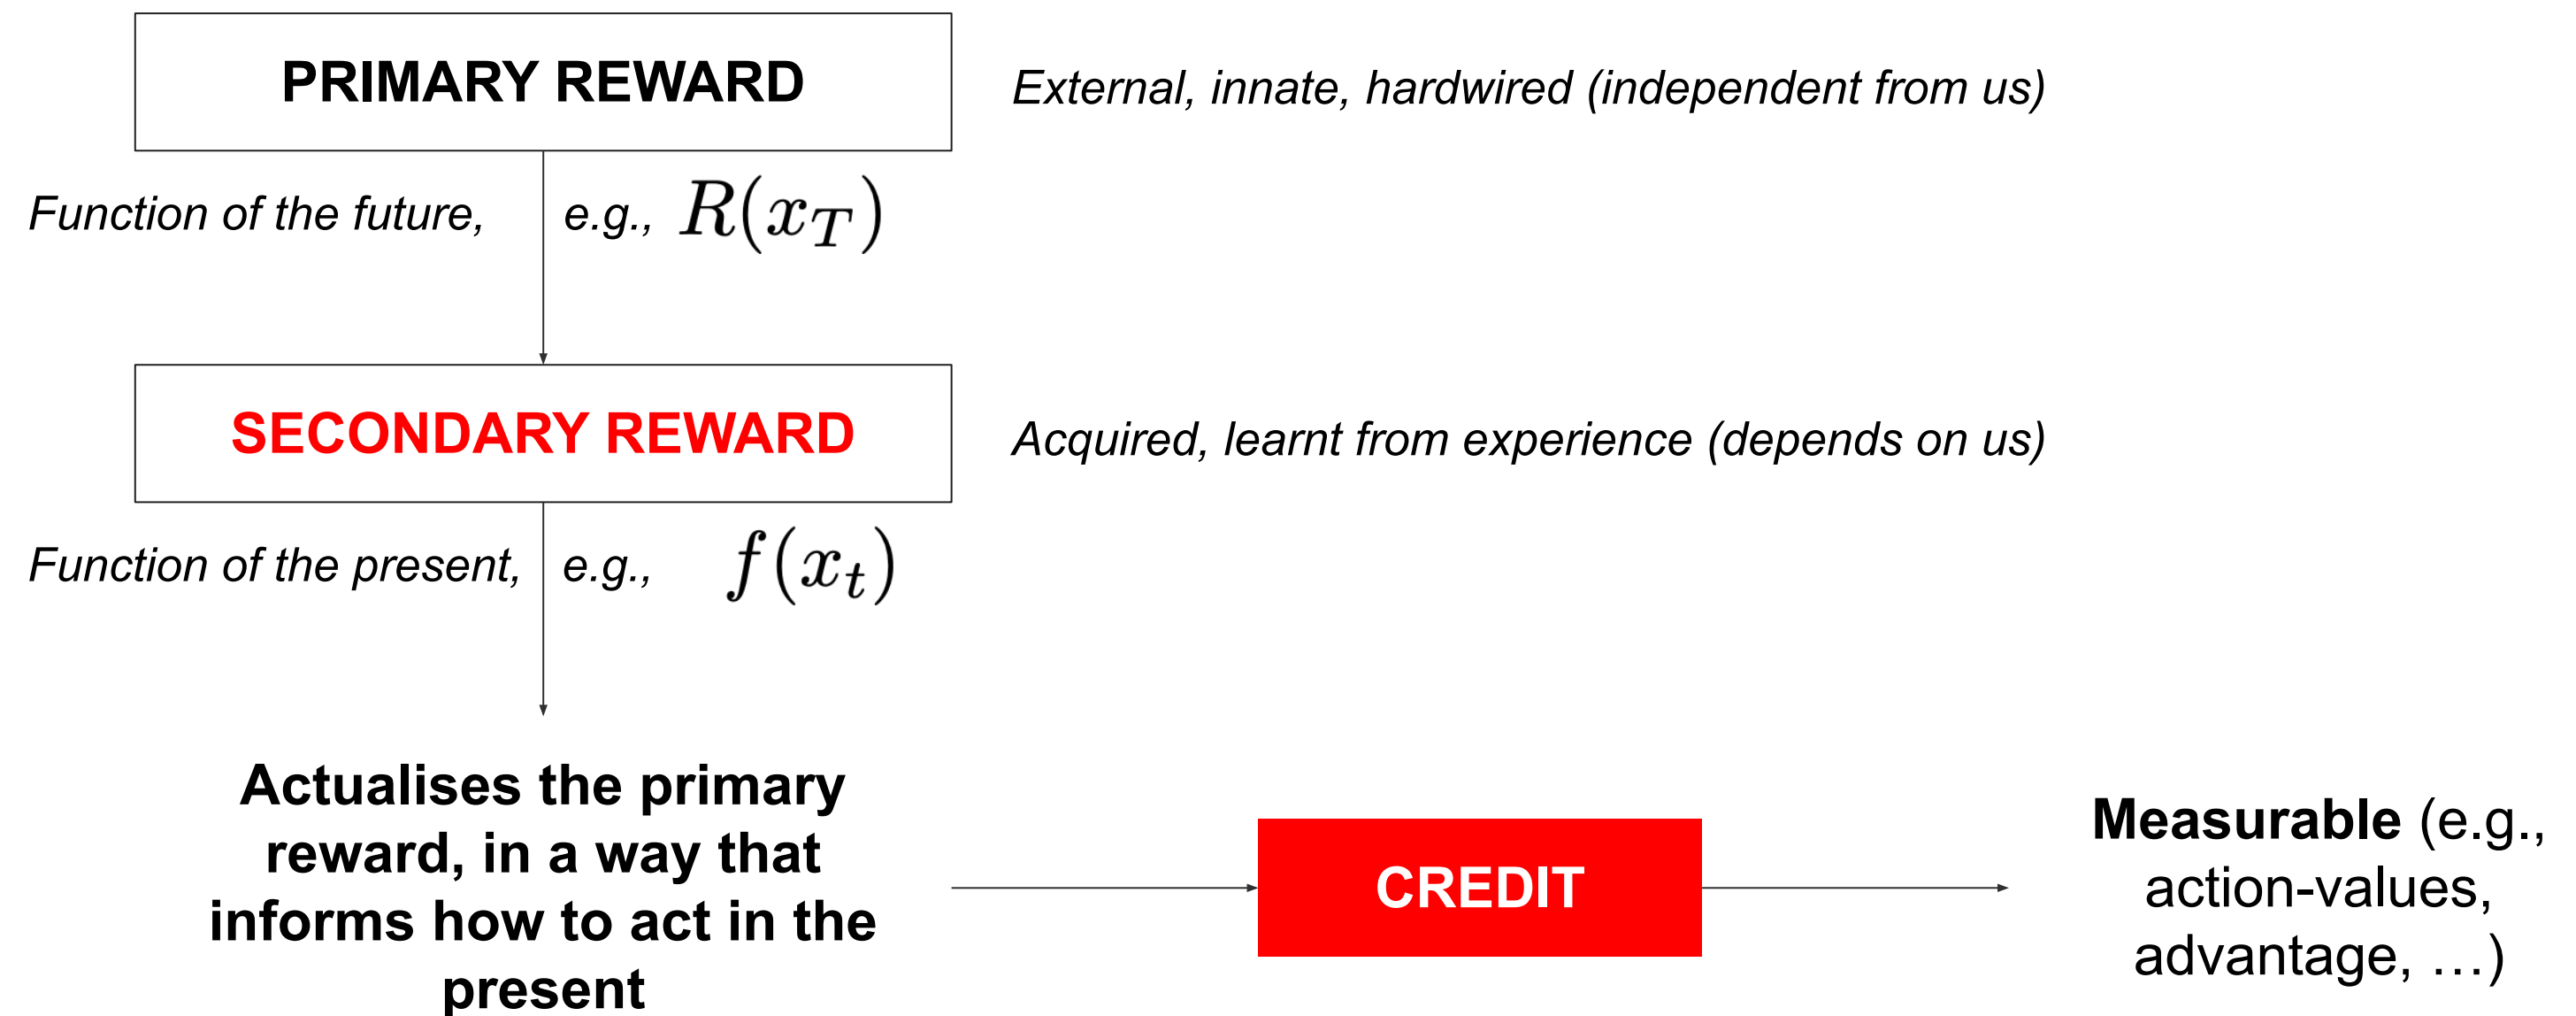 PRIMARY REWARD
External, innate, hardwired (independent from us)
Function of the future, e.g., R(x_T)
SECONDARY REWARD
Acquired, learnt from experience (depends on us)
Function of the present, e.g., f(x_t)
Actualises the primary
reward, in a way that
informs how to act in the
present
CREDIT
Measurable (e.g.,
action-values,
advantage, …)